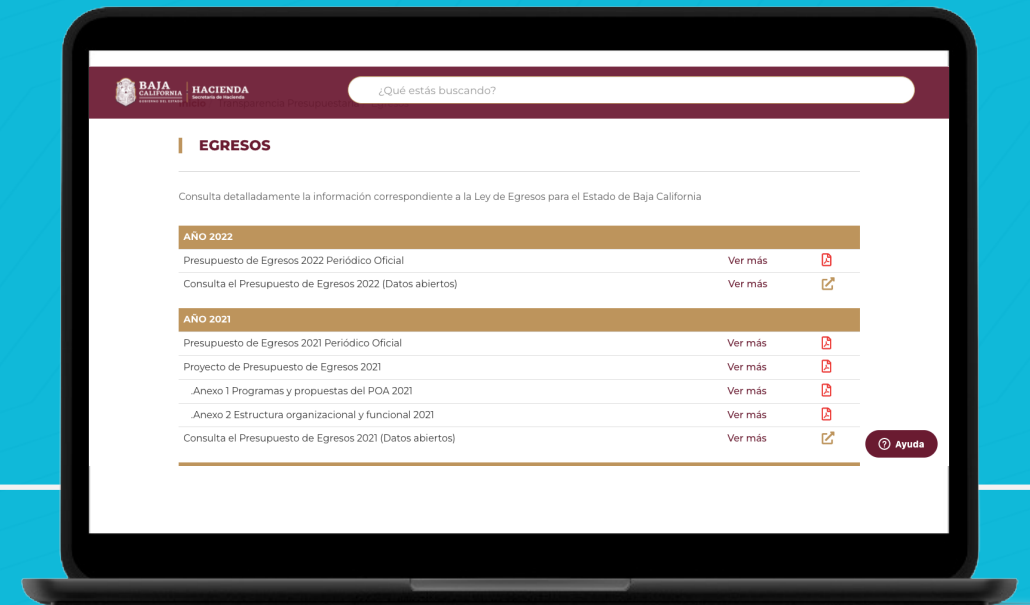 BAJA
CALIFORNIA
GOBIERNO DEL ESTADO
HACIENDA
Secretaría de Hacienda
¿Qué estás buscando?
EGRESOS
Consulta detalladamente la información correspondiente a la Ley de Egresos para el Estado de Baja California
AÑO 2022
Presupuesto de Egresos 2022 Periódico Oficial Ver más
Consulta el Presupuesto de Egresos 2022 (Datos abiertos) Ver más
AÑO 2021
Presupuesto de Egresos 2021 Periódico Oficial Ver más
Proyecto de Presupuesto de Egresos 2021 Ver más
.Anexo 1 Programas y propuestas del POA 2021 Ver más
.Anexo 2 Estructura organizacional y funcional 2021 Ver más
Consulta el Presupuesto de Egresos 2021 (Datos abiertos) Ver más
Ayuda